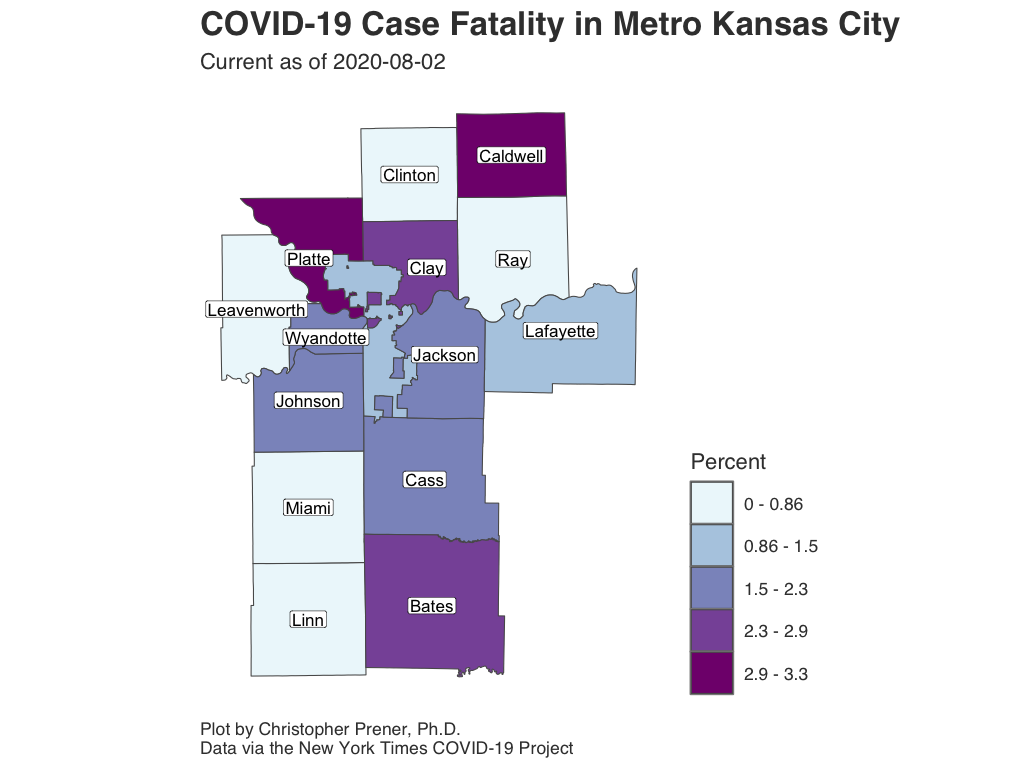 COVID-19 Case Fatality in Metro Kansas City
Current as of 2020-08-02
Caldwell
Clinton
Platte
Clay
Ray
Leavenworth
Wyandotte
Lafayette
Jackson
Johnson
Cass
Miami
Bates
Linn
Percent
0 - 0.86
0.86 - 1.5
1.5 - 2.3
2.3 - 2.9
2.9 - 3.3
Plot by Christopher Prener, Ph.D.
Data via the New York Times COVID-19 Project